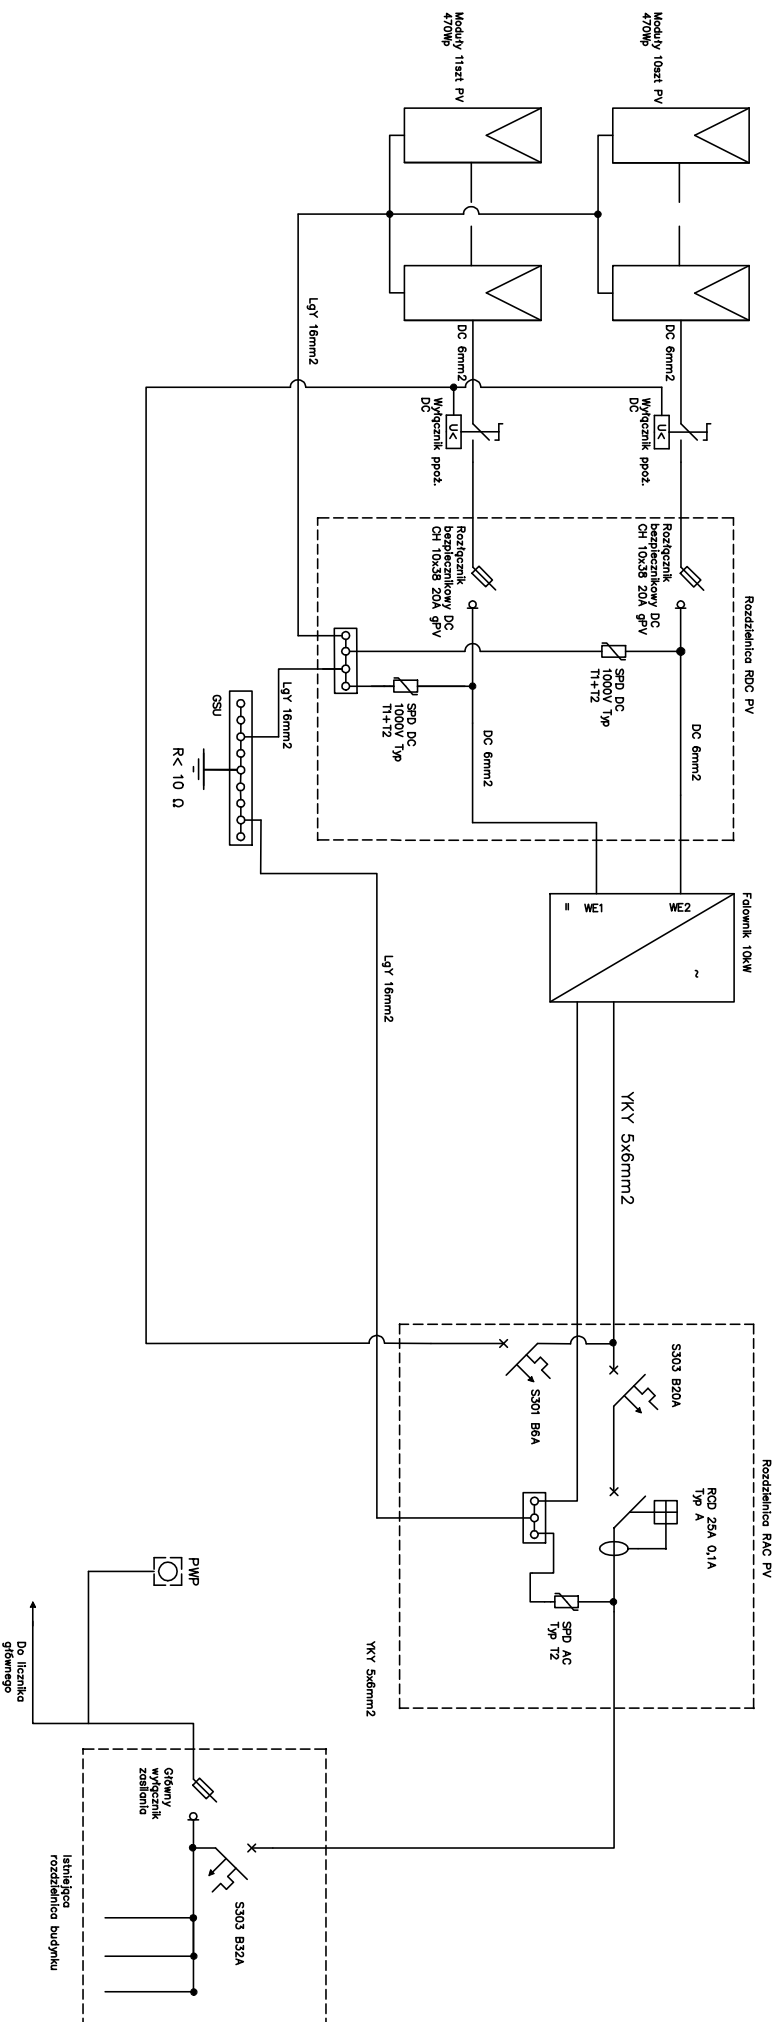 Moduły 10szt PV
470Wp
Moduły 11szt PV
470Wp
DC 6mm2
DC 6mm2
LgY 16mm2
U<
Wyłącznik ppoż.
DC
U<
Wyłącznik ppoż.
DC
Rozdzielnica RDC PV
Rozłącznik
bezpiecznikowy DC
CH 10x38 20A gPV
Rozłącznik
bezpiecznikowy DC
CH 10x38 20A gPV
SPD DC
1000V Typ
T1+T2
SPD DC
1000V Typ
T1+T2
DC 6mm2
DC 6mm2
LgY 16mm2
GSU
R< 10 Ω
Falownik 10kW
WE2
WE1
=
~
LgY 16mm2
YKY 5x6mm2
Rozdzielnica RAC PV
S303 B20A
S301 B6A
RCD 25A 0,1A
Typ A
SPD AC
Typ T2
YKY 5x6mm2
PWP
Do licznika
głównego
Główny
wyłącznik
zasilania
S303 B32A
Istniejąca
rozdzielnica budynku